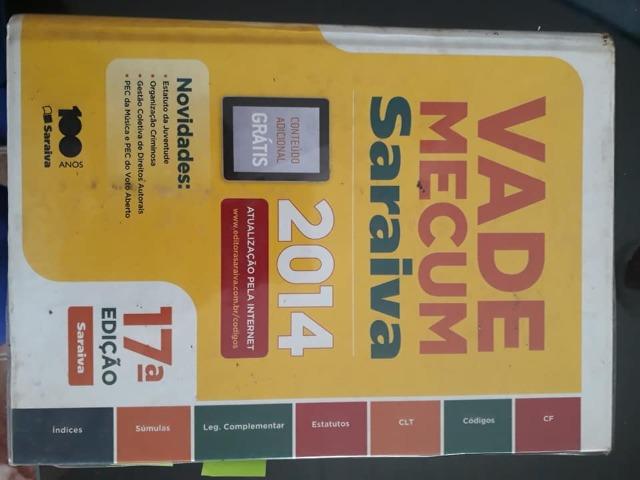 VADE
MECUM
Saraiva
CONTEÚDO
ADICIONAL
GRÁTIS
2014
ATUALIZAÇÃO PELA INTERNET
www.editorasaraiva.com.br/codigos
Novidades:
• Estatuto da Juventude
• Organização Criminosa
• Gestão Coletiva de Direitos Autorais
• PEC da Música e PEC do Voto Aberto
100
ANOS
Saraiva
17ª
EDIÇÃO
Saraiva
CF
Códigos
CLT
Estatutos
Leg. Complementar
Súmulas
Índices